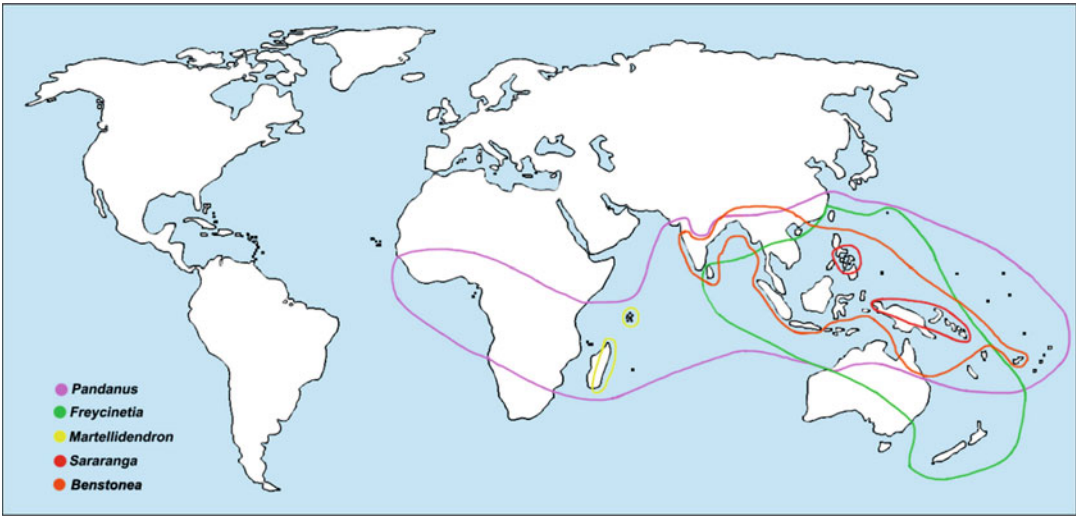 Pandanus
Freycinetia
Martellidendron
Sararanga
Benstonea